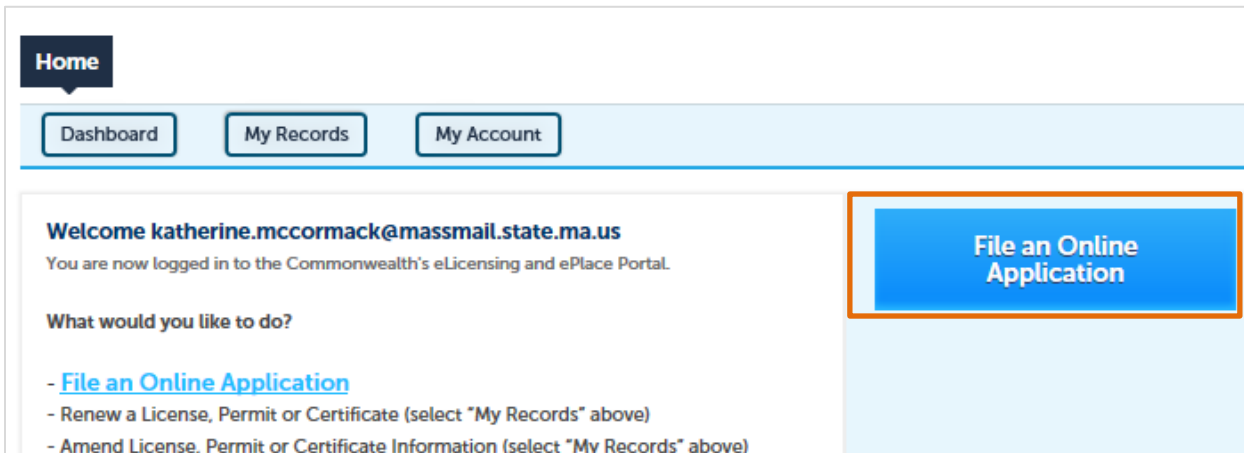 Home
Dashboard My Records My Account
Welcome katherine.mccormack@massmail.state.ma.us
You are now logged in to the Commonwealth's eLicensing and ePlace Portal.
What would you like to do?
- File an Online Application
- Renew a License, Permit or Certificate (select "My Records" above)
- Amend License, Permit or Certificate Information (select "My Records" above)
File an Online
Application